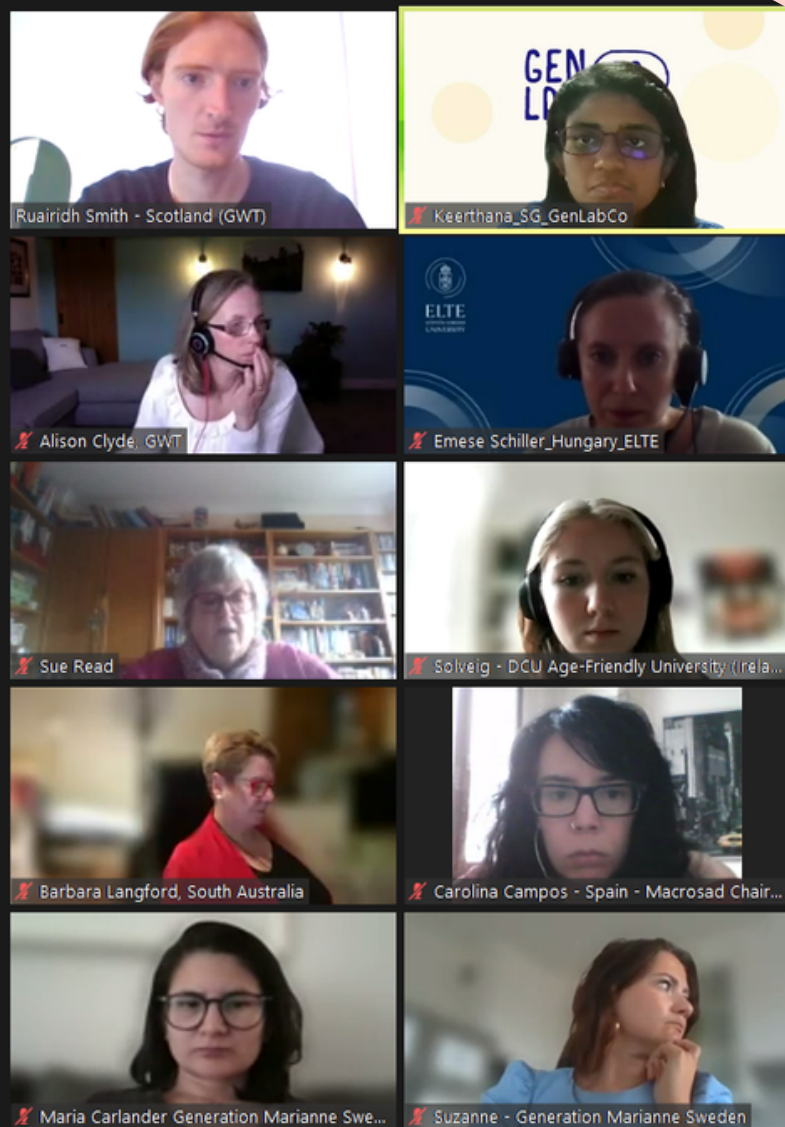 GEN
Ruairidh Smith - Scotland (GWT)
Keerthana_SG_GenLabCo
ELTE
UNIVERSITY
Alison Clyde, GWT
Emese Schiller_Hungary_ELTE
Sue Read
Solveig - DCU Age-Friendly University (Irela...
Barbara Langford, South Australia
Carolina Campos - Spain - Macrosad Chair...
Maria Carlander Generation Marianne Swe...
Suzanne - Generation Marianne Sweden